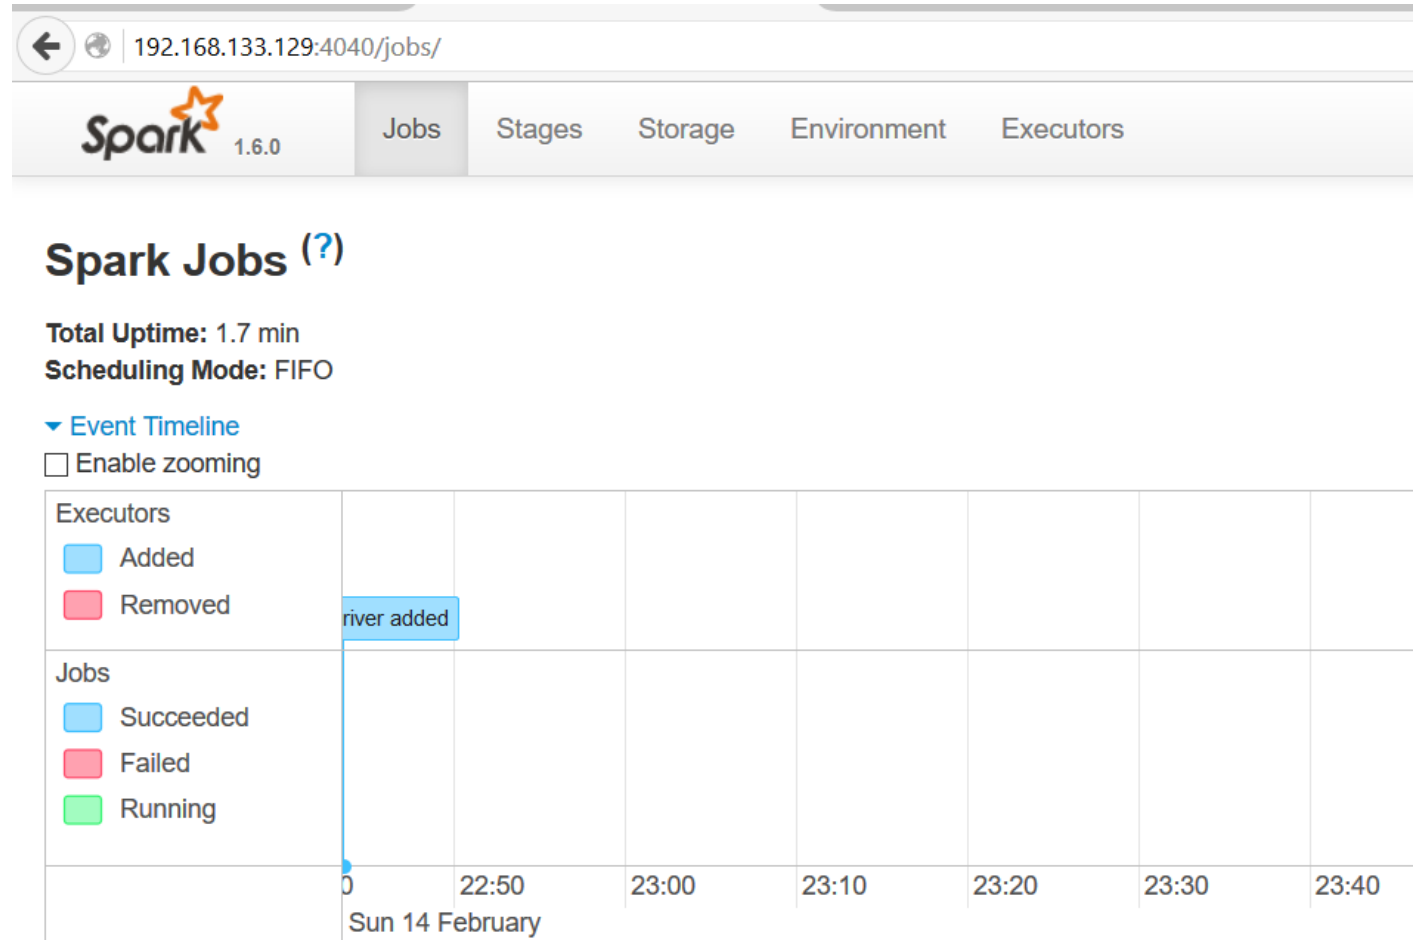 192.168.133.129:4040/jobs/
Spark 1.6.0 Jobs Stages Storage Environment Executors
Spark Jobs (?)
Total Uptime: 1.7 min
Scheduling Mode: FIFO
Event Timeline
Enable zooming
Executors
Added
Removed
river added
Jobs
Succeeded
Failed
Running
0 22:50 23:00 23:10 23:20 23:30 23:40
Sun 14 February